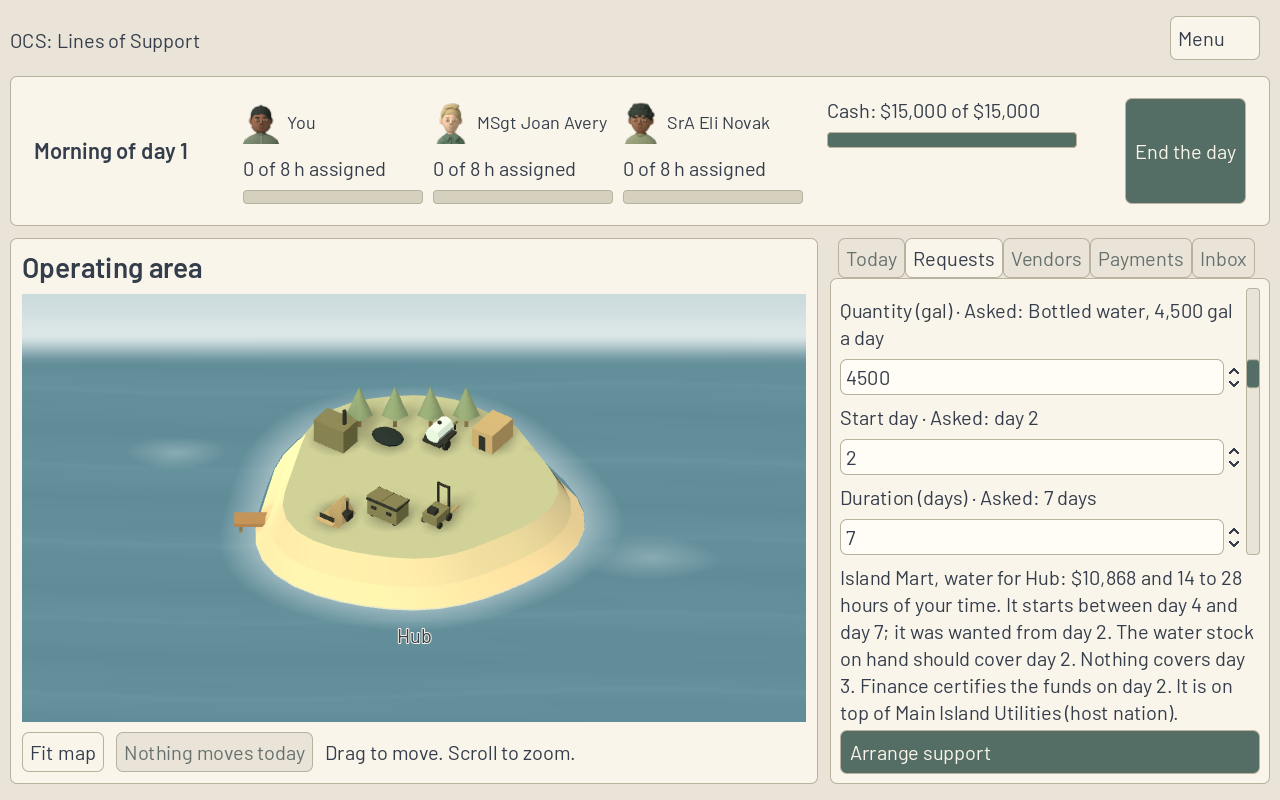 OCS: Lines of Support
Menu
Morning of day 1
You
0 of 8 h assigned
MSgt Joan Avery
0 of 8 h assigned
SrA Eli Novak
0 of 8 h assigned
Cash: $15,000 of $15,000
End the day
Operating area
Hub
Fit map
Nothing moves today
Drag to move. Scroll to zoom.
Today
Requests
Vendors
Payments
Inbox
Quantity (gal) · Asked: Bottled water, 4,500 gal
a day
4500
Start day · Asked: day 2
2
Duration (days) · Asked: 7 days
7
Island Mart, water for Hub: $10,868 and 14 to 28
hours of your time. It starts between day 4 and
day 7; it was wanted from day 2. The water stock
on hand should cover day 2. Nothing covers day
3. Finance certifies the funds on day 2. It is on
top of Main Island Utilities (host nation).
Arrange support